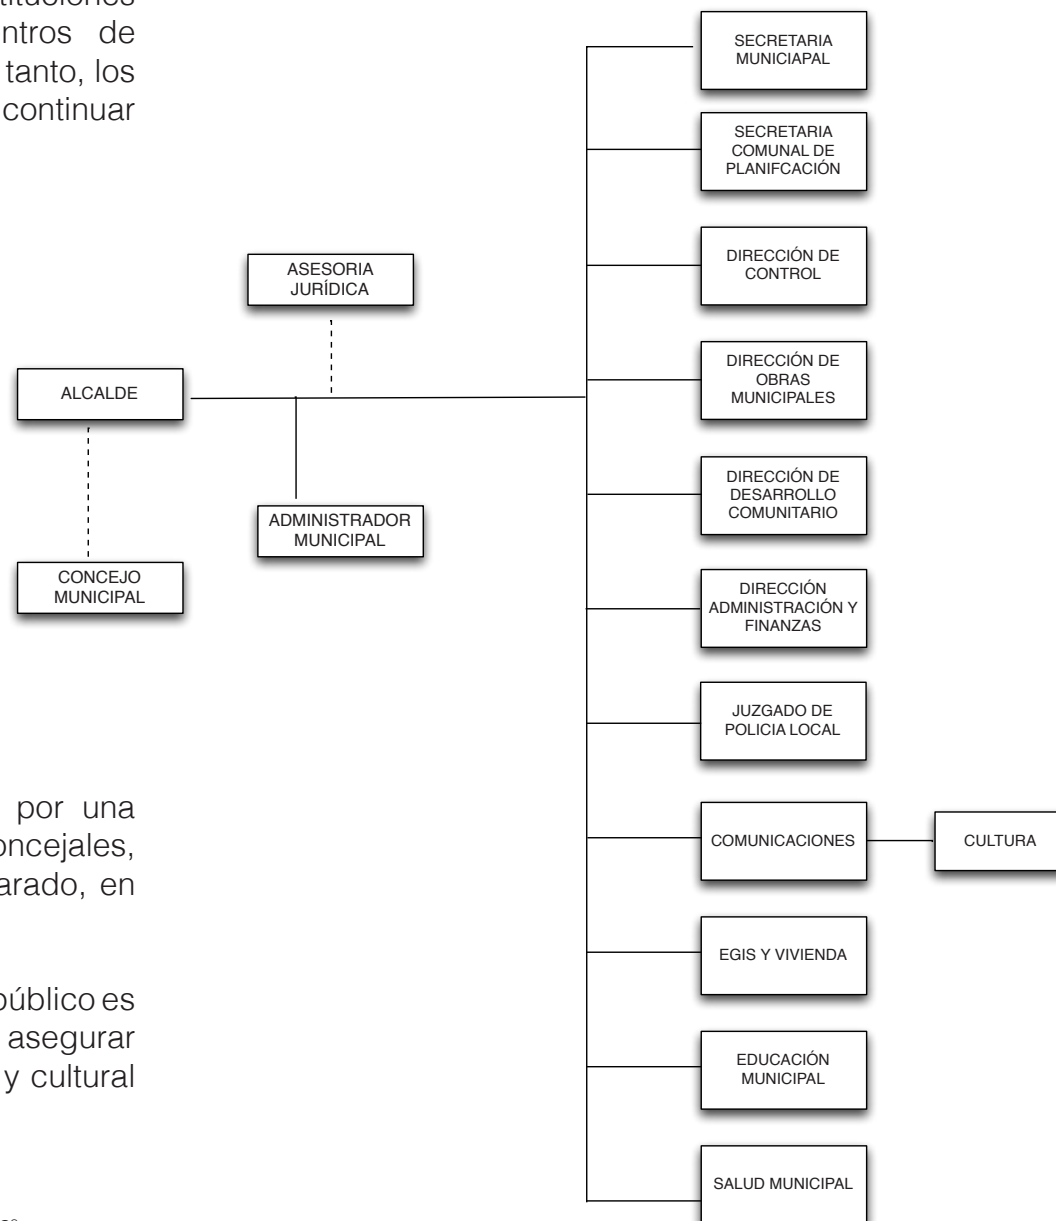 ntros de
tanto, los
continuar
por una
arado, en
público es
asegurar
y cultural
SECRETARIA
MUNICIAPAL
SECRETARIA
COMUNAL DE
PLANIFCACIÓN
DIRECCIÓN DE
CONTROL
ASESORIA
JURÍDICA
DIRECCIÓN DE
OBRAS
MUNICIPALES
ALCALDE
DIRECCIÓN DE
DESARROLLO
COMUNITARIO
ADMINISTRADOR
MUNICIPAL
CONCEJO
MUNICIPAL
DIRECCIÓN
ADMINISTRACIÓN Y
FINANZAS
JUZGADO DE
POLICIA LOCAL
COMUNICACIONES
CULTURA
EGIS Y VIVIENDA
EDUCACIÓN
MUNICIPAL
SALUD MUNICIPAL